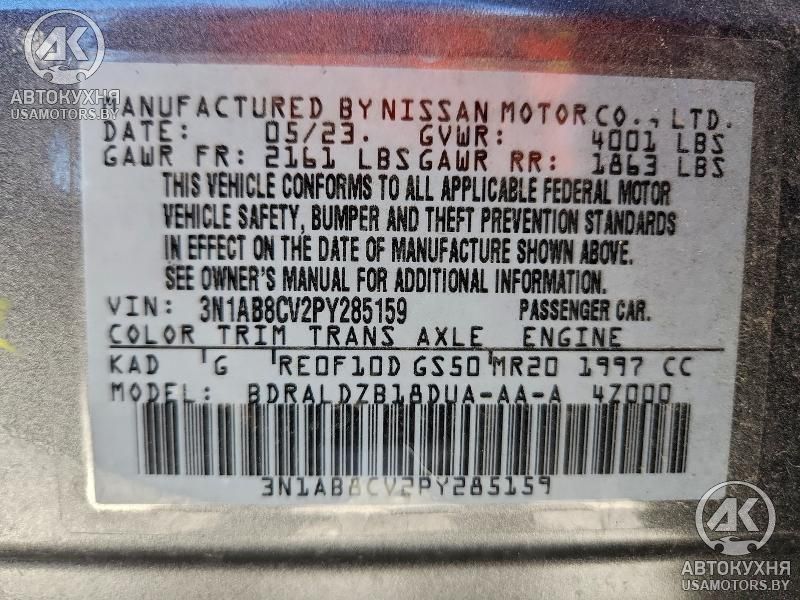 АК
АВТОКУХНЯ
USAMOTORS.BY
MANUFACTURED BY NISSAN MOTOR CO., LTD.
DATE: 05/23. GVWR: 4001 LBS
GAWR FR: 2161 LBS GAWR RR: 1863 LBS
THIS VEHICLE CONFORMS TO ALL APPLICABLE FEDERAL MOTOR
VEHICLE SAFETY, BUMPER AND THEFT PREVENTION STANDARDS
IN EFFECT ON THE DATE OF MANUFACTURE SHOWN ABOVE.
SEE OWNER'S MANUAL FOR ADDITIONAL INFORMATION.
VIN: 3N1AB8CV2PY285159 PASSENGER CAR.
COLOR TRIM TRANS AXLE ENGINE
KAD G RE0F10D GS50 MR20 1997 CC
MODEL: BDRALDZB18DUA-AA-A 4Z000
3N1AB8CV2PY285159
АК
АВТОКУХНЯ
USAMOTORS.BY